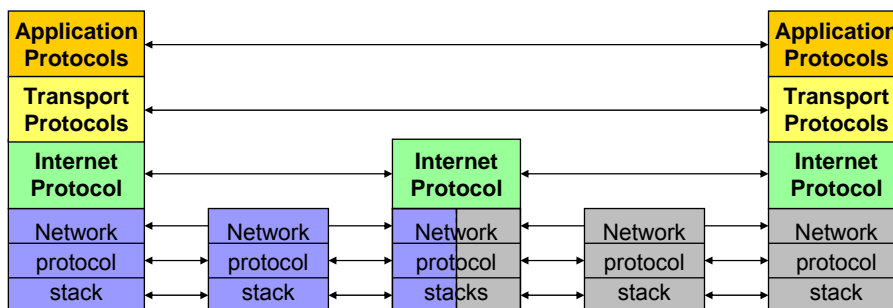 Application
Protocols
Application
Protocols
Transport
Protocols
Transport
Protocols
Internet
Protocol
Internet
Protocol
Internet
Protocol
Network
protocol
stack
Network
protocol
stack
Network
protocol
stacks
Network
protocol
stack
Network
protocol
stack